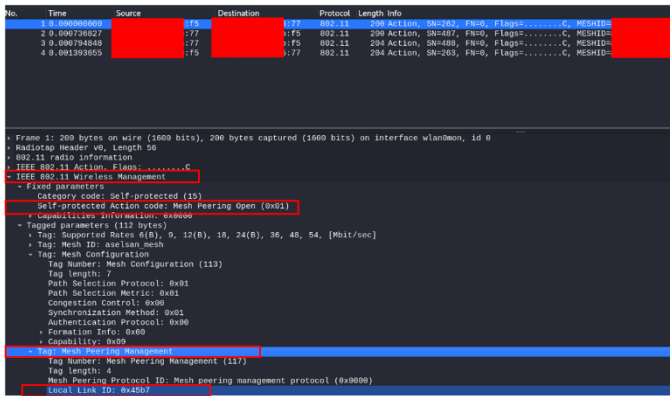 No. Time Source Destination Protocol Length Info
1 0.000000000 :f5 5:77 802.11 200 Action, SN=262, FN=0, Flags=........C, MESHID=
2 0.000736827 :77 :f5 802.11 200 Action, SN=487, FN=0, Flags=........C, MESHID=
3 0.000794848 :77 :f5 802.11 204 Action, SN=488, FN=0, Flags=........C, MESHID=
4 0.001393655 :f5 :77 802.11 204 Action, SN=263, FN=0, Flags=........C, MESHID=
Frame 1: 200 bytes on wire (1600 bits), 200 bytes captured (1600 bits) on interface wlan0mon, id 0
Radiotap Header v0, Length 56
802.11 radio information
IEEE 802.11 Action, Flags: ........C
IEEE 802.11 Wireless Management
Fixed parameters
Category code: Self-protected (15)
Self-protected Action code: Mesh Peering Open (0x01)
Capabilities Information: 0x0000
Tagged parameters (112 bytes)
Tag: Supported Rates 6(B), 9, 12(B), 18, 24(B), 36, 48, 54, [Mbit/sec]
Tag: Mesh ID: aselsan_mesh
Tag: Mesh Configuration
Tag Number: Mesh Configuration (113)
Tag length: 7
Path Selection Protocol: 0x01
Path Selection Metric: 0x01
Congestion Control: 0x00
Synchronization Method: 0x01
Authentication Protocol: 0x00
Formation Info: 0x00
Capability: 0x09
Tag: Mesh Peering Management
Tag Number: Mesh Peering Management (117)
Tag length: 4
Mesh Peering Protocol ID: Mesh peering management protocol (0x0000)
Local Link ID: 0x45b7